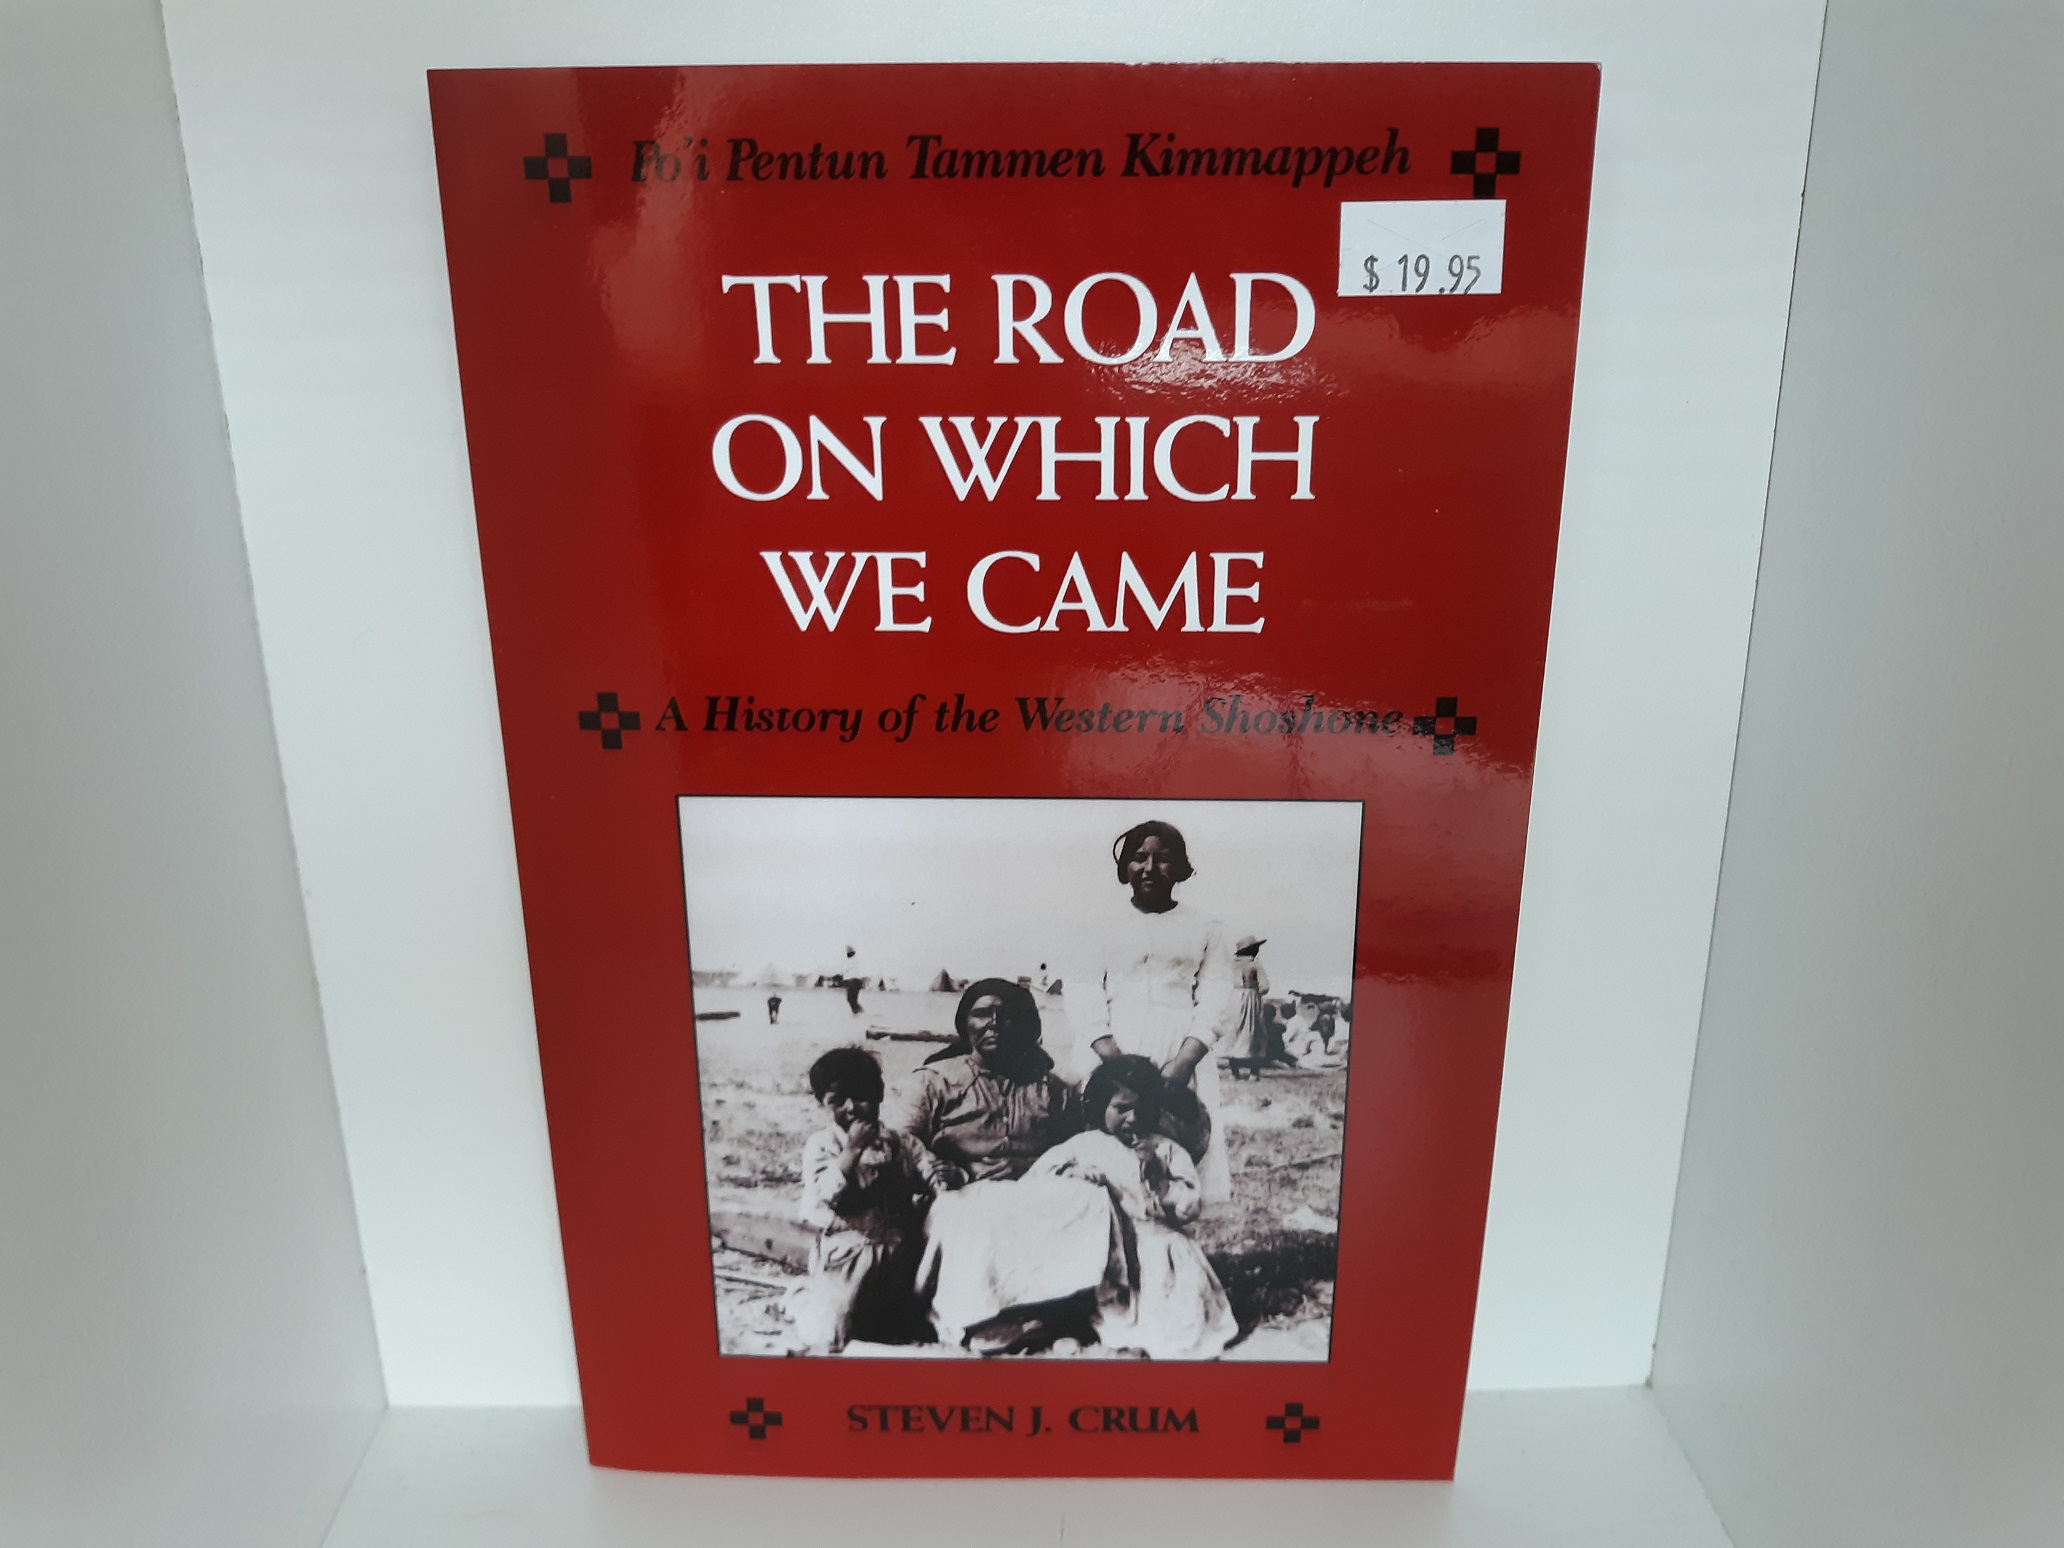 Po'i Pentun Tammen Kimmappeh
$ 19.95
THE ROAD
ON WHICH
WE CAME
A History of the Western Shoshone
STEVEN J. CRUM